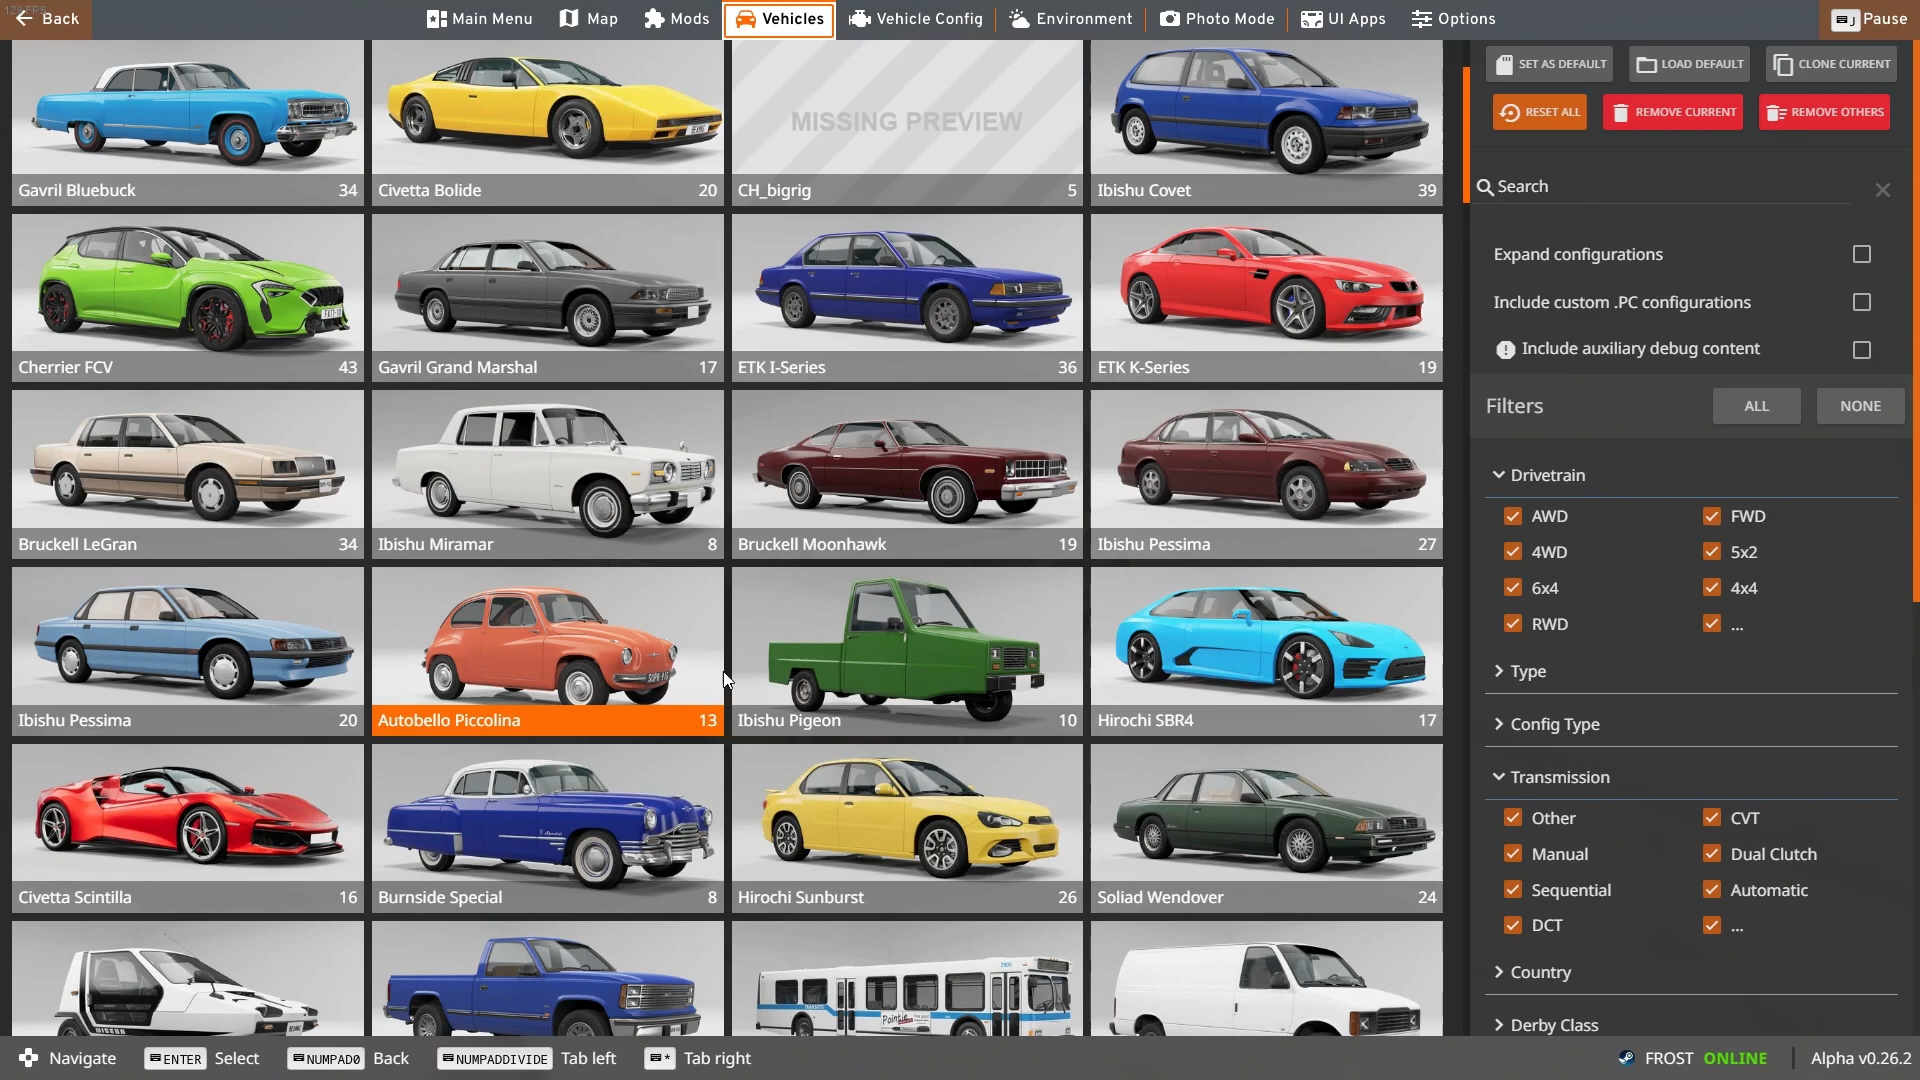 129 FPS
Back
Main Menu
Map
Mods
Vehicles
Vehicle Config
Environment
Photo Mode
UI Apps
Options
J Pause
SET AS DEFAULT
LOAD DEFAULT
CLONE CURRENT
RESET ALL
REMOVE CURRENT
REMOVE OTHERS
Gavril Bluebuck 34
Civetta Bolide 20
MISSING PREVIEW
CH_bigrig 5
Ibishu Covet 39
Search
Expand configurations
Include custom .PC configurations
Include auxiliary debug content
Cherrier FCV 43
Gavril Grand Marshal 17
ETK I-Series 36
ETK K-Series 19
Filters
ALL
NONE
Bruckell LeGran 34
Ibishu Miramar 8
Bruckell Moonhawk 19
Ibishu Pessima 27
Drivetrain
AWD
FWD
4WD
5x2
6x4
4x4
RWD
...
Ibishu Pessima 20
Autobello Piccolina 13
Ibishu Pigeon 10
Hirochi SBR4 17
Type
Config Type
Transmission
Other
CVT
Manual
Dual Clutch
Sequential
Automatic
DCT
...
Civetta Scintilla 16
Burnside Special 8
Hirochi Sunburst 26
Soliad Wendover 24
Country
Derby Class
Navigate
ENTER Select
NUMPAD0 Back
NUMPADDIVIDE Tab left
* Tab right
FROST ONLINE
Alpha v0.26.2